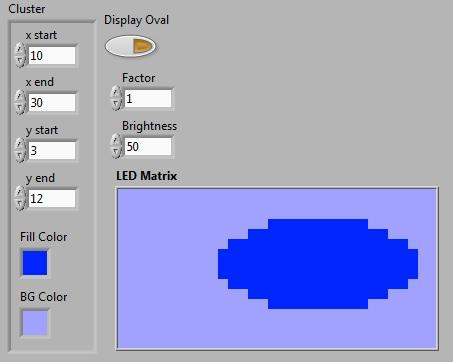 Cluster
x start
10
x end
30
y start
3
y end
12
Fill Color
BG Color
Display Oval
Factor
1
Brightness
50
LED Matrix